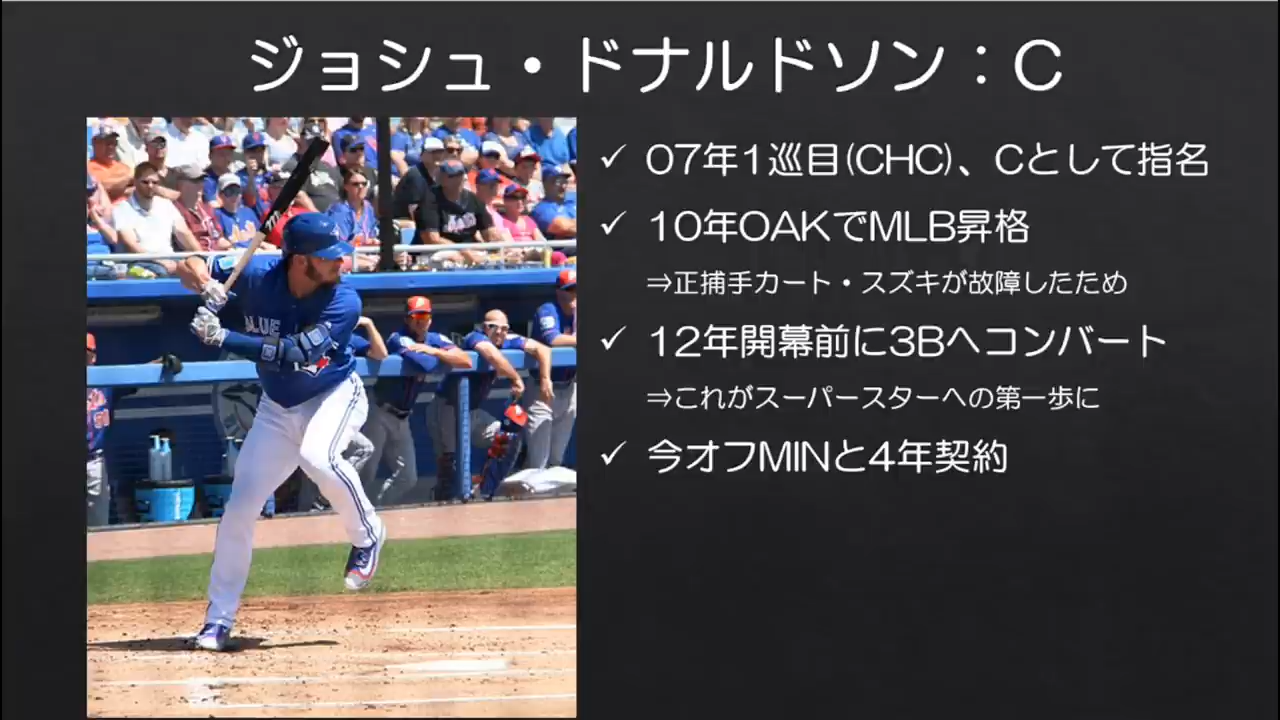 ジョシュ・ドナルドソン：C
✓ 07年1巡目(CHC)、Cとして指名
✓ 10年OAKでMLB昇格
⇒正捕手カート・スズキが故障したため
✓ 12年開幕前に3Bへコンバート
⇒これがスーパースターへの第一歩に
✓ 今オフMINと4年契約
BLUE